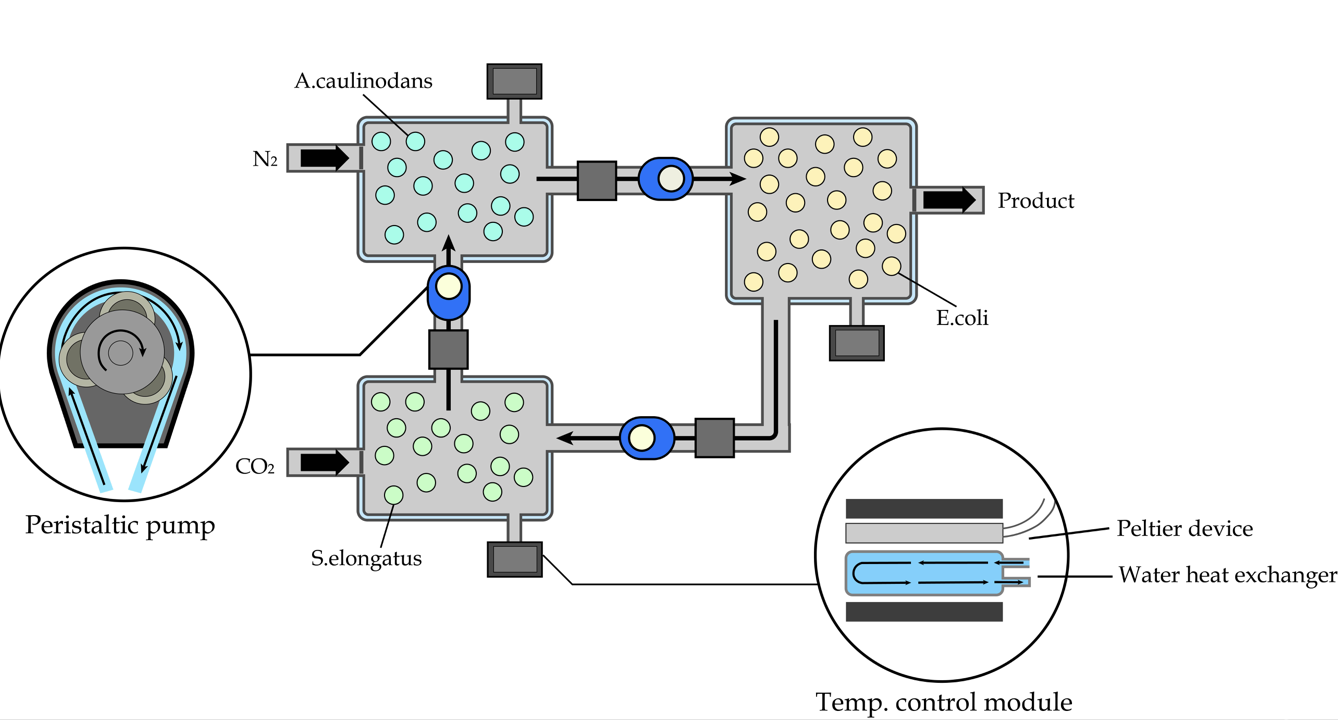 A.caulinodans
N₂
Product
E.coli
CO₂
Peristaltic pump
S.elongatus
Peltier device
Water heat exchanger
Temp. control module